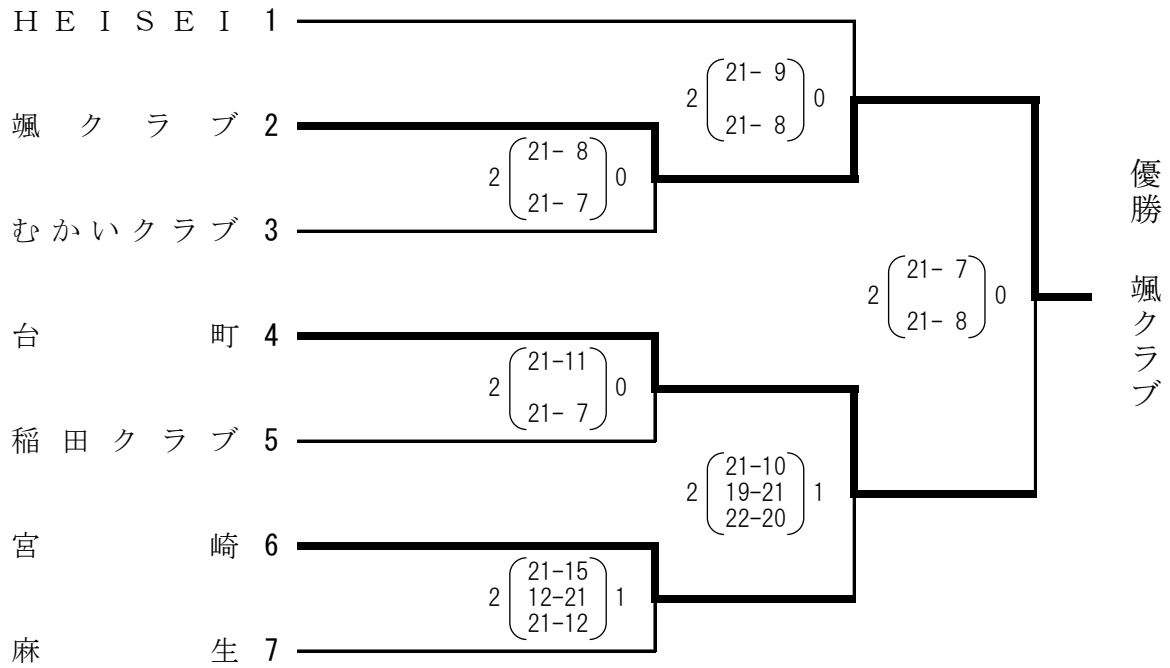 ＨＥＩＳＥＩ 1
2 (21- 9 0
21- 8)
颯クラブ 2
2 (21- 8 0
21- 7)
むかいクラブ 3
2 (21- 7 0
21- 8)
台町 4
2 (21-11 0
21- 7)
稲田クラブ 5
2 (21-10
19-21 1
22-20)
宮崎 6
2 (21-15
12-21 1
21-12)
麻生 7
優勝 颯クラブ